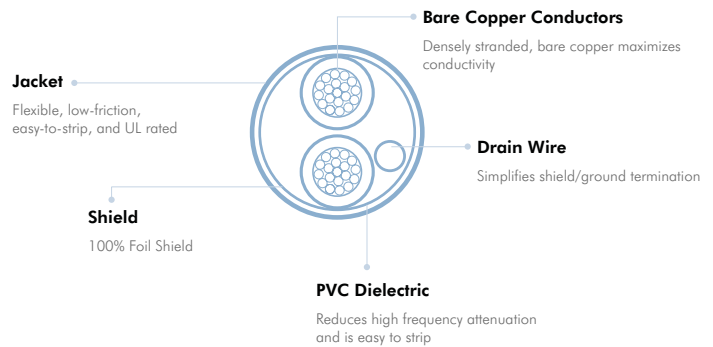 Bare Copper Conductors
Densely stranded, bare copper maximizes
conductivity
Jacket
Flexible, low-friction,
easy-to-strip, and UL rated
Drain Wire
Simplifies shield/ground termination
Shield
100% Foil Shield
PVC Dielectric
Reduces high frequency attenuation
and is easy to strip